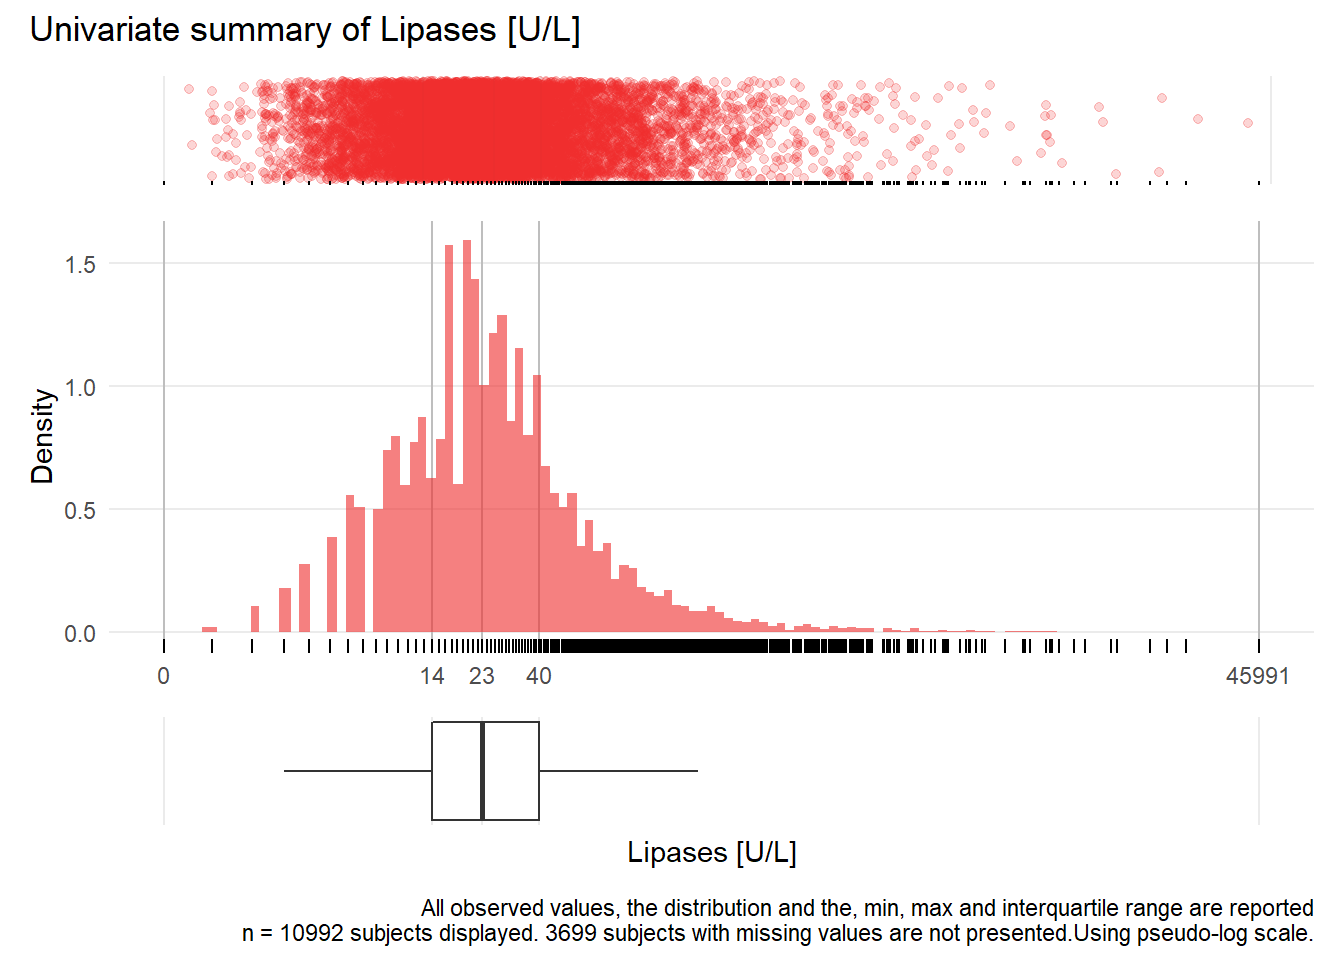 Univariate summary of Lipases [U/L]
1.5
1.0
0.5
0.0
Density
0 14 23 40 45991
Lipases [U/L]
All observed values, the distribution and the, min, max and interquartile range are reported
n = 10992 subjects displayed. 3699 subjects with missing values are not presented.Using pseudo-log scale.